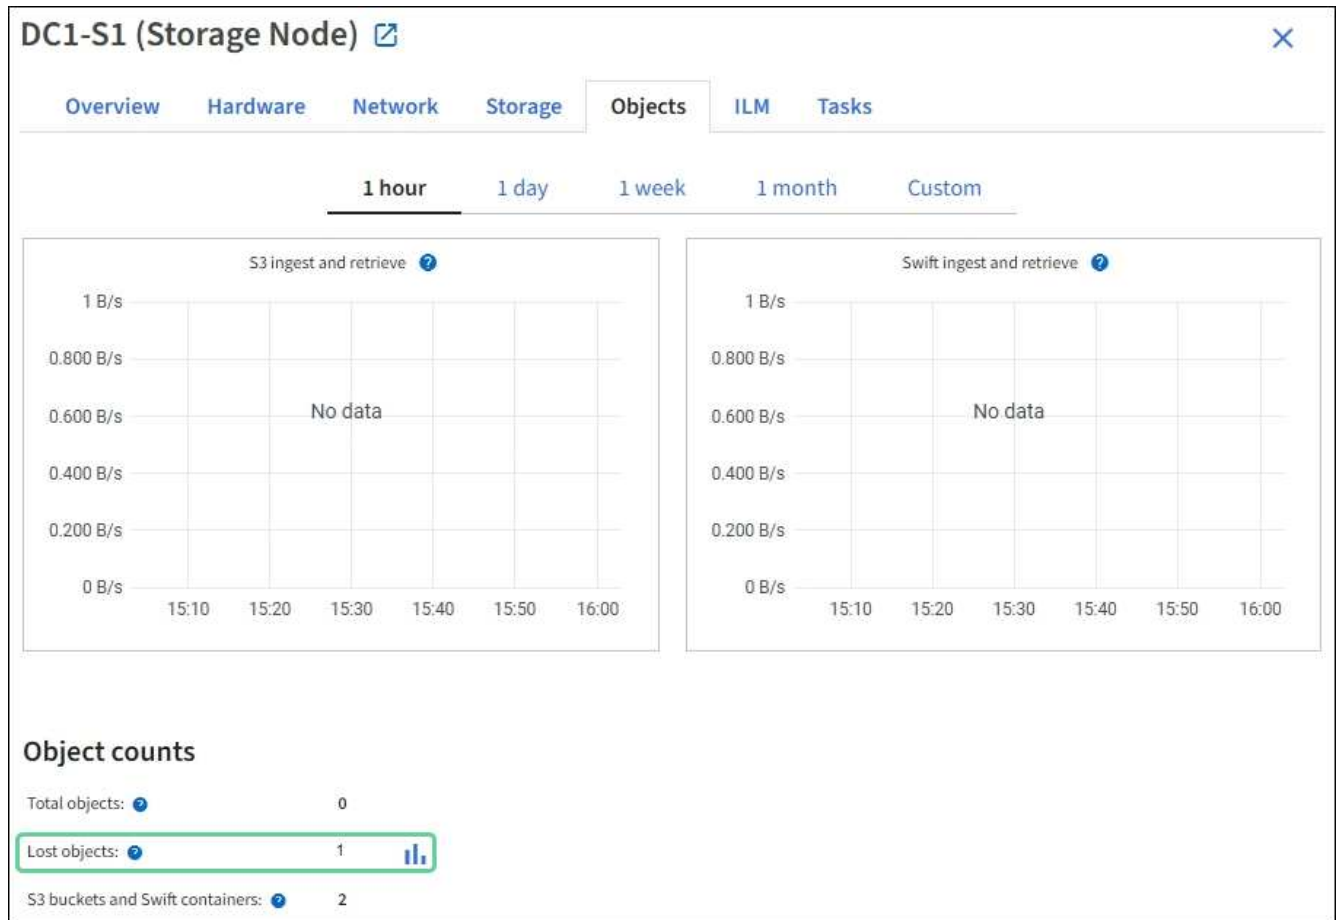 DC1-S1 (Storage Node)
Overview Hardware Network Storage Objects ILM Tasks
1 hour 1 day 1 week 1 month Custom
S3 ingest and retrieve ?
1 B/s
0.800 B/s
0.600 B/s
0.400 B/s
0.200 B/s
0 B/s
No data
15:10 15:20 15:30 15:40 15:50 16:00
Swift ingest and retrieve ?
1 B/s
0.800 B/s
0.600 B/s
0.400 B/s
0.200 B/s
0 B/s
No data
15:10 15:20 15:30 15:40 15:50 16:00
Object counts
Total objects: ? 0
Lost objects: ? 1
S3 buckets and Swift containers: ? 2